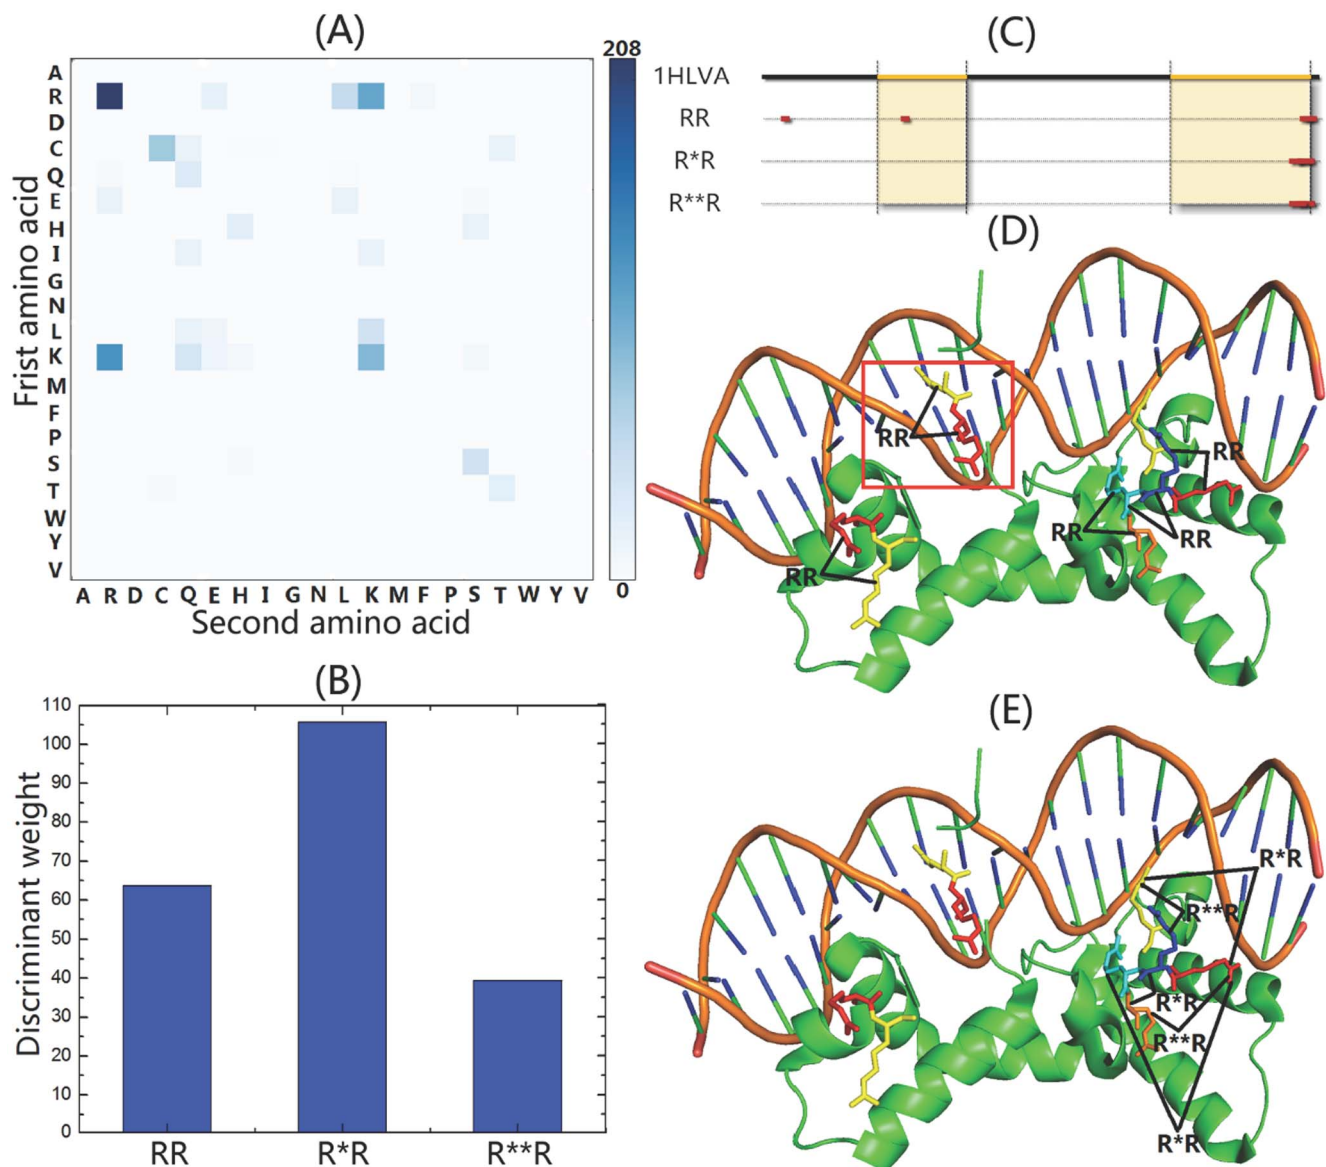 (A)
208
A
R
D
C
Q
E
H
I
G
N
L
K
M
F
P
S
T
W
Y
V
0
Frist amino acid
A R D C Q E H I G N L K M F P S T W Y V
Second amino acid
(B)
110
100
90
80
70
60
50
40
30
20
10
0
Discriminant weight
RR R*R R**R
(C)
1HLVA
RR
R*R
R**R
(D)
RR
RR
RR
RR
RR
(E)
R*R
R**R
R*R
R**R
R*R